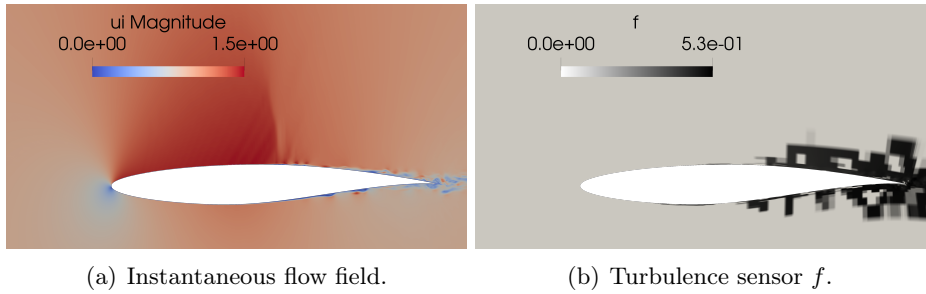 ui Magnitude
0.0e+00 1.5e+00
f
0.0e+00 5.3e-01
(a) Instantaneous flow field.
(b) Turbulence sensor f.